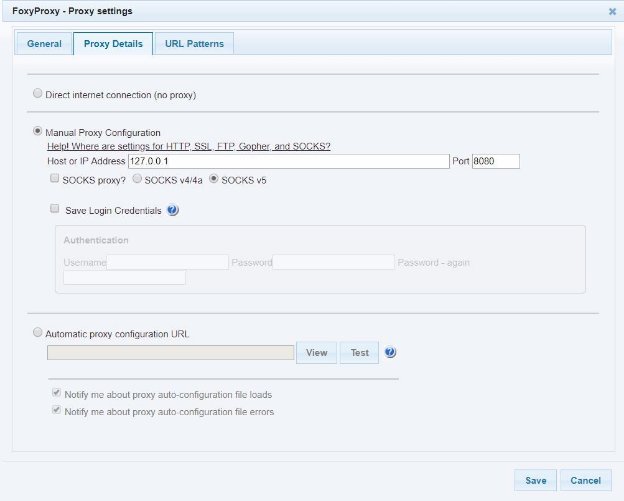 FoxyProxy - Proxy settings
General Proxy Details URL Patterns
Direct internet connection (no proxy)
Manual Proxy Configuration
Help! Where are settings for HTTP, SSL, FTP, Gopher, and SOCKS?
Host or IP Address 127.0.0.1 Port 8080
SOCKS proxy? SOCKS v4/4a SOCKS v5
Save Login Credentials
Authentication
Username Password Password - again
Automatic proxy configuration URL
View Test
Notify me about proxy auto-configuration file loads
Notify me about proxy auto-configuration file errors
Save Cancel